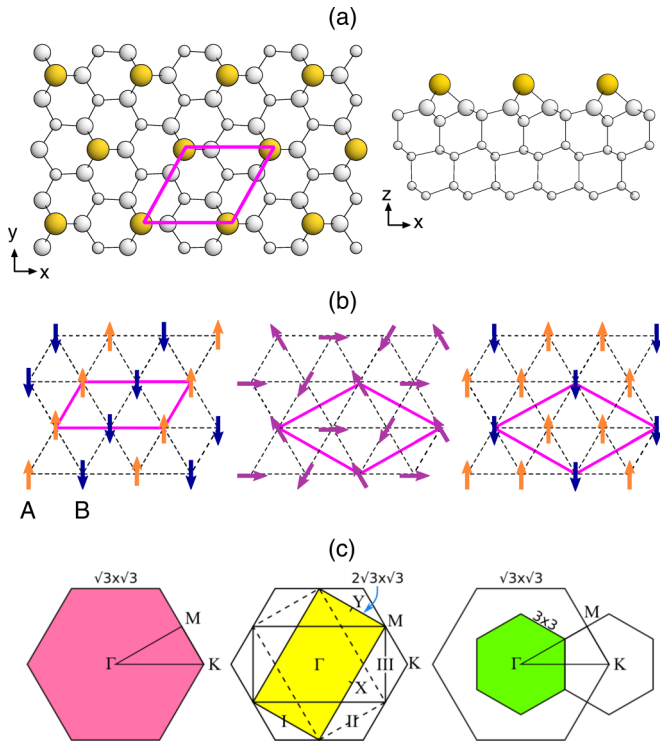 (a)
y
x
z
x
(b)
A B
(c)
√3x√3
M
Γ
K
2√3x√3
Y
M
Γ
III
K
X
I
II
√3x√3
3x3
M
Γ
K